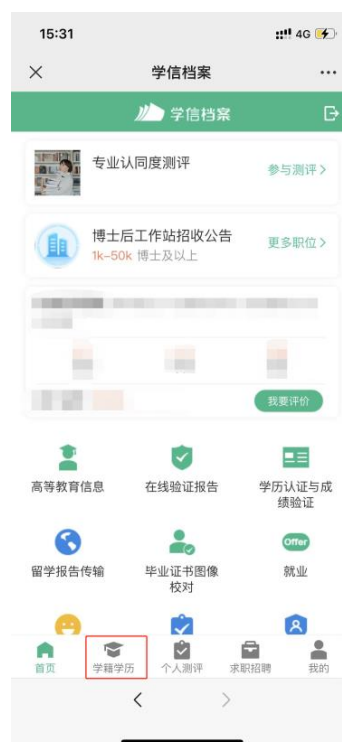 15:31
4G
学信档案
学信档案
专业认同度测评
参与测评
博士后工作站招收公告
1k-50k 博士及以上
更多职位
我要评价
高等教育信息
在线验证报告
学历认证与成
绩验证
留学报告传输
毕业证书图像
校对
Offer
就业
首页
学籍学历
个人测评
求职招聘
我的